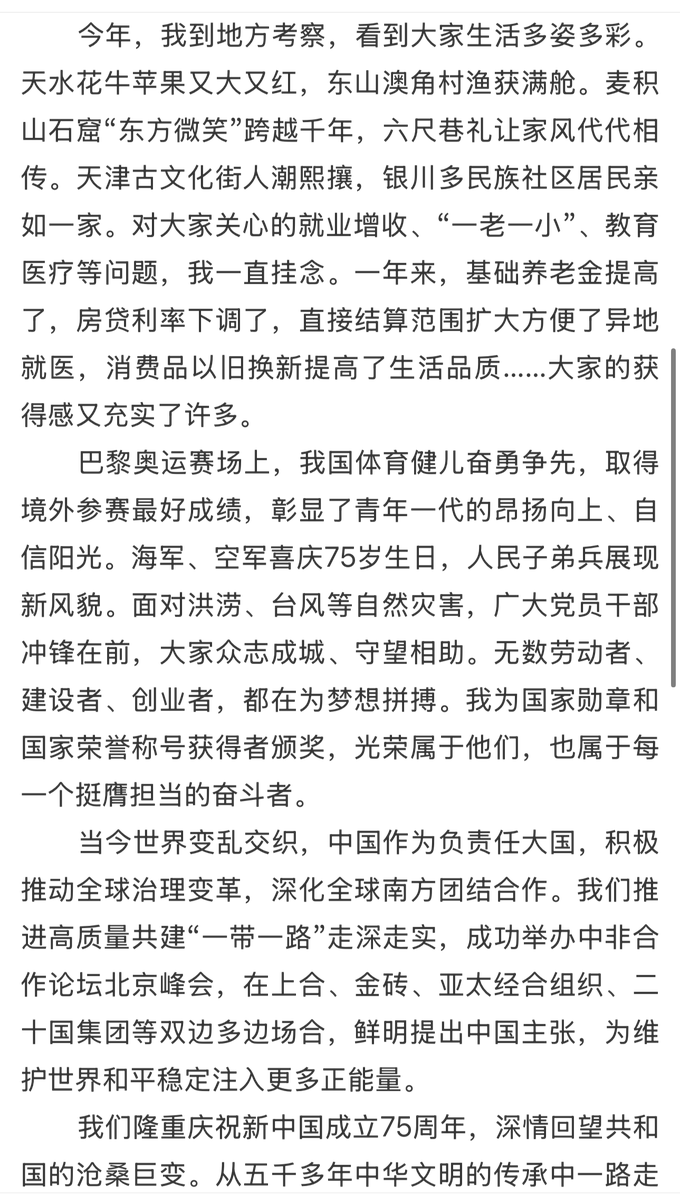 今年，我到地方考察，看到大家生活多姿多彩。
天水花牛苹果又大又红，东山澳角村渔获满舱。麦积
山石窟“东方微笑”跨越千年，六尺巷礼让家风代代相
传。天津古文化街人潮熙攘，银川多民族社区居民亲
如一家。对大家关心的就业增收、“一老一小”、教育
医疗等问题，我一直挂念。一年来，基础养老金提高
了，房贷利率下调了，直接结算范围扩大方便了异地
就医，消费品以旧换新提高了生活品质……大家的获
得感又充实了许多。
巴黎奥运赛场上，我国体育健儿奋勇争先，取得
境外参赛最好成绩，彰显了青年一代的昂扬向上、自
信阳光。海军、空军喜庆75岁生日，人民子弟兵展现
新风貌。面对洪涝、台风等自然灾害，广大党员干部
冲锋在前，大家众志成城、守望相助。无数劳动者、
建设者、创业者，都在为梦想拼搏。我为国家勋章和
国家荣誉称号获得者颁奖，光荣属于他们，也属于每
一个挺膺担当的奋斗者。
当今世界变乱交织，中国作为负责任大国，积极
推动全球治理变革，深化全球南方团结合作。我们推
进高质量共建“一带一路”走深走实，成功举办中非合
作论坛北京峰会，在上合、金砖、亚太经合组织、二
十国集团等双边多边场合，鲜明提出中国主张，为维
护世界和平稳定注入更多正能量。
我们隆重庆祝新中国成立75周年，深情回望共和
国的沧桑巨变。从五千多年中华文明的传承中一路走